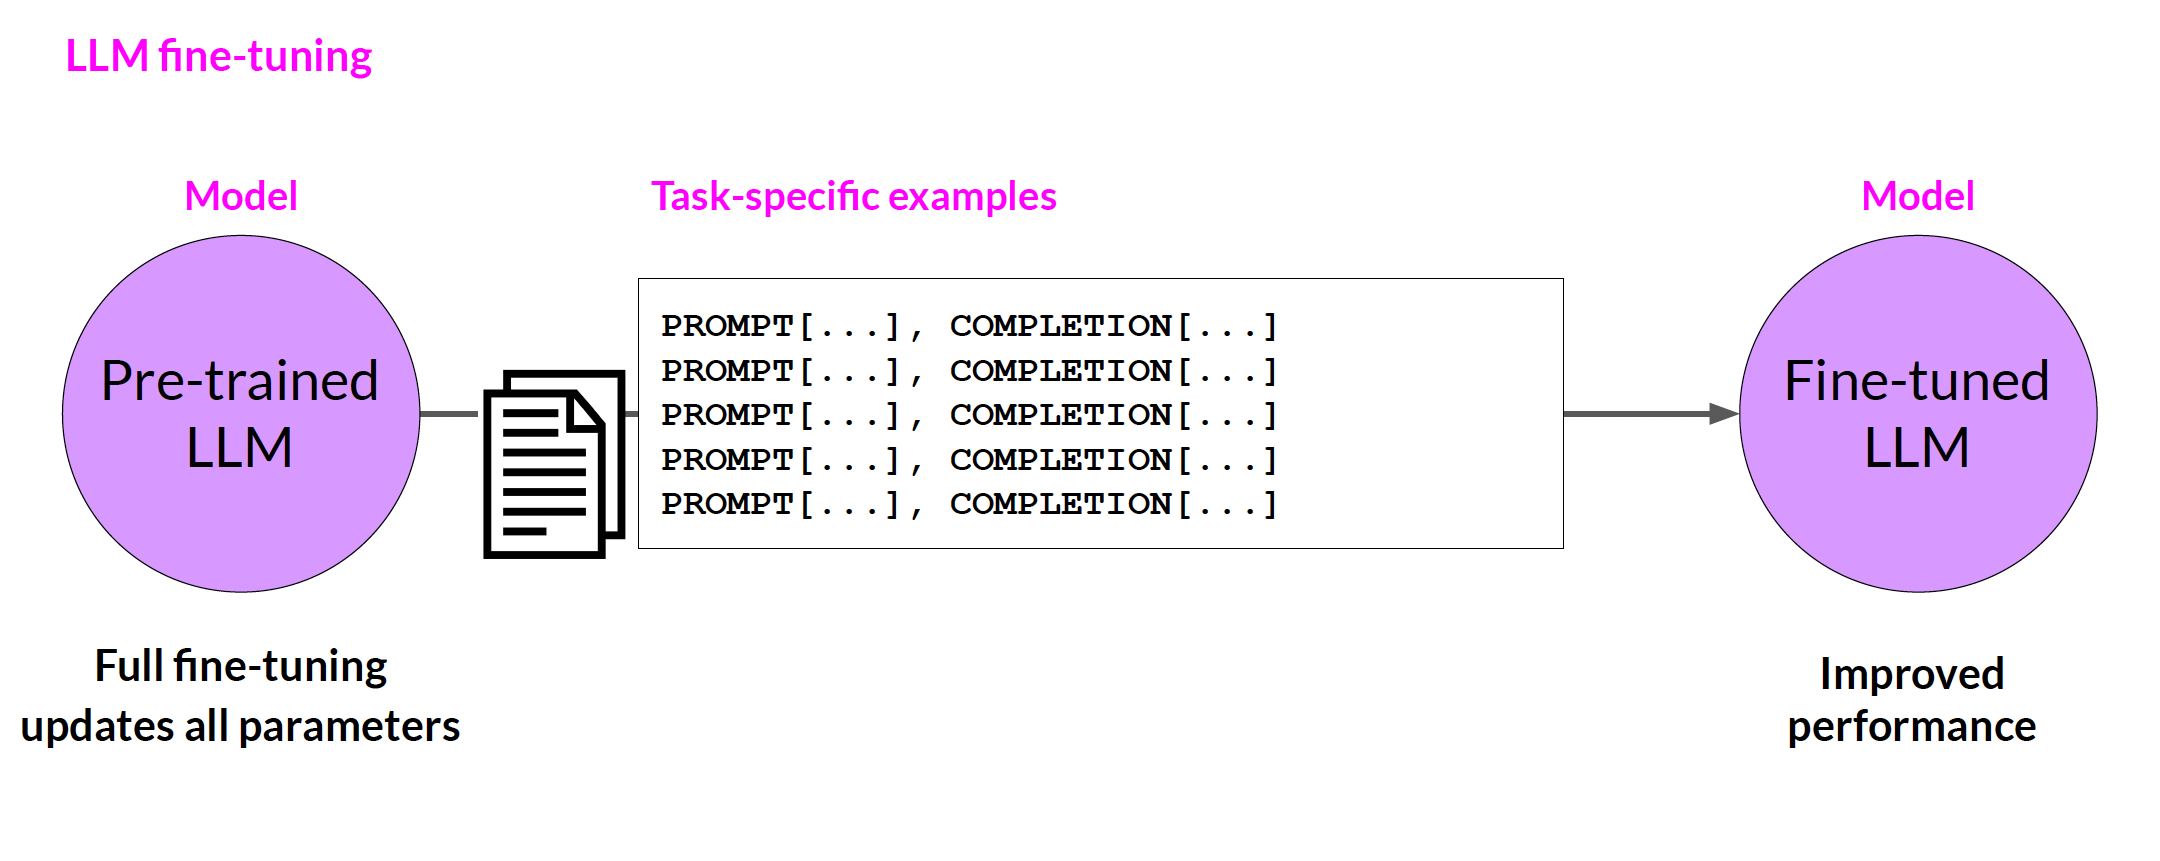 LLM fine-tuning
Model
Pre-trained
LLM
Full fine-tuning
updates all parameters
Task-specific examples
PROMPT[...], COMPLETION[...]
PROMPT[...], COMPLETION[...]
PROMPT[...], COMPLETION[...]
PROMPT[...], COMPLETION[...]
PROMPT[...], COMPLETION[...]
Model
Fine-tuned
LLM
Improved
performance